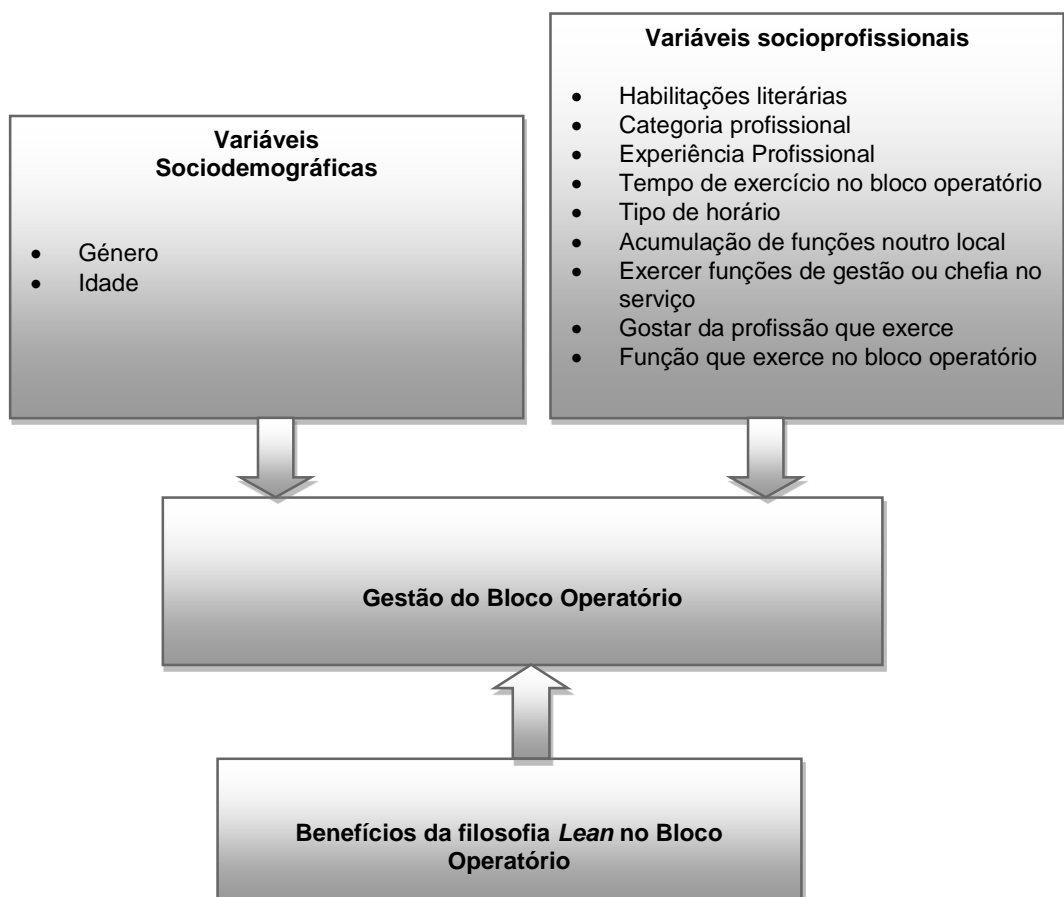 Variáveis
Sociodemográficas
• Género
• Idade
Variáveis socioprofissionais
• Habilitações literárias
• Categoria profissional
• Experiência Profissional
• Tempo de exercício no bloco operatório
• Tipo de horário
• Acumulação de funções noutro local
• Exercer funções de gestão ou chefia no
serviço
• Gostar da profissão que exerce
• Função que exerce no bloco operatório
Gestão do Bloco Operatório
Benefícios da filosofia Lean no Bloco
Operatório